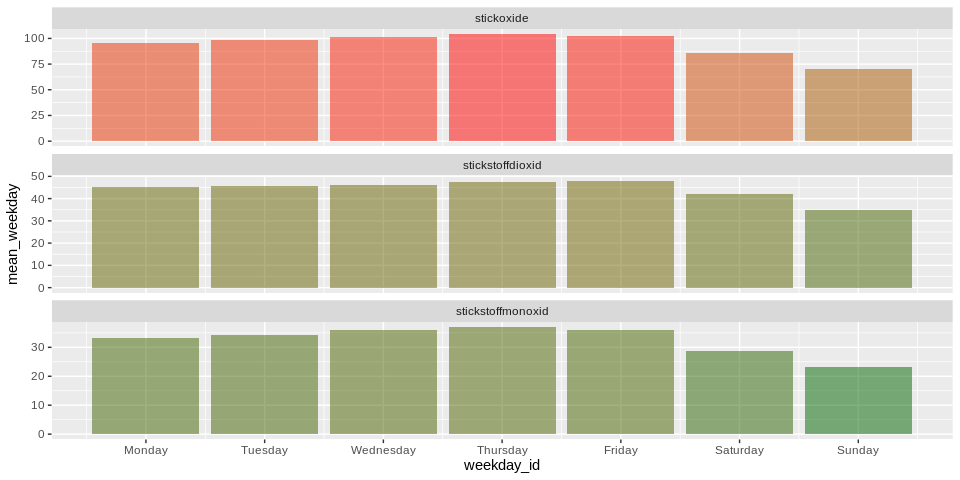 stickoxide
100
75
50
25
0
stickstoffdioxid
50
40
30
20
10
0
stickstoffmonoxid
30
20
10
0
mean_weekday
Monday Tuesday Wednesday Thursday Friday Saturday Sunday
weekday_id